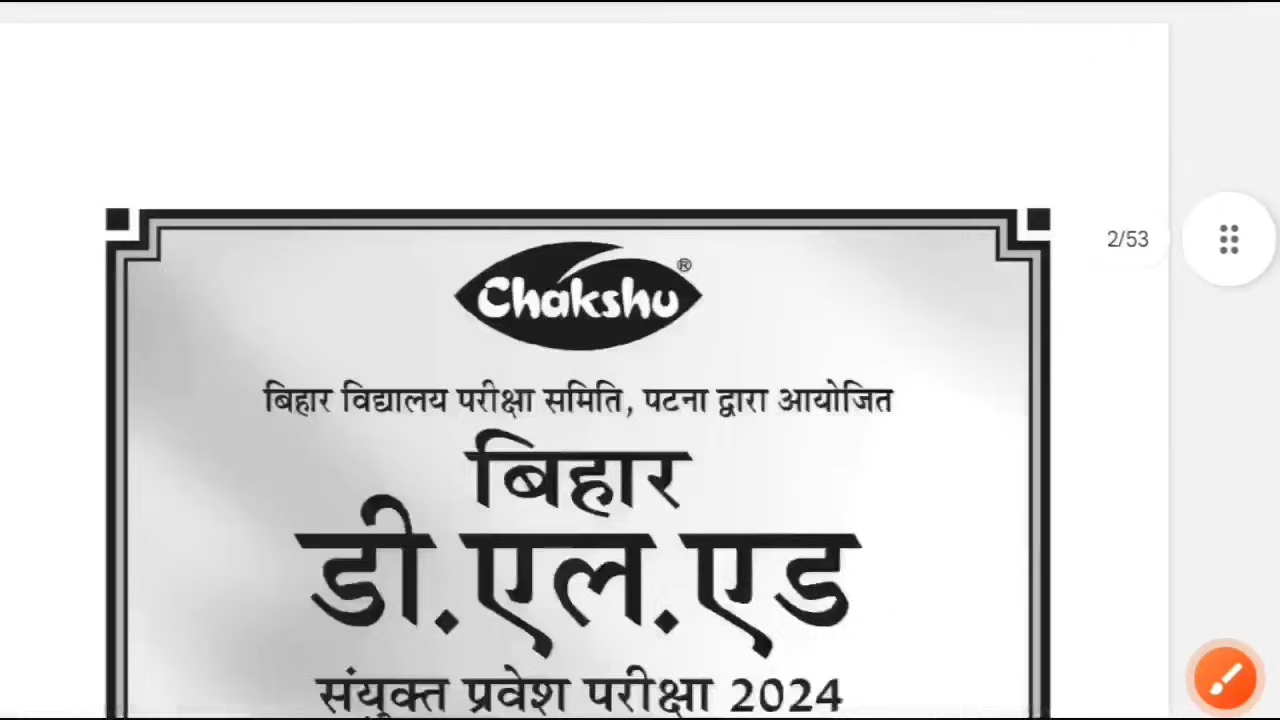 2/53
Chakshu®
बिहार विद्यालय परीक्षा समिति, पटना द्वारा आयोजित
बिहार
डी.एल.एड
संयुक्त प्रवेश परीक्षा 2024